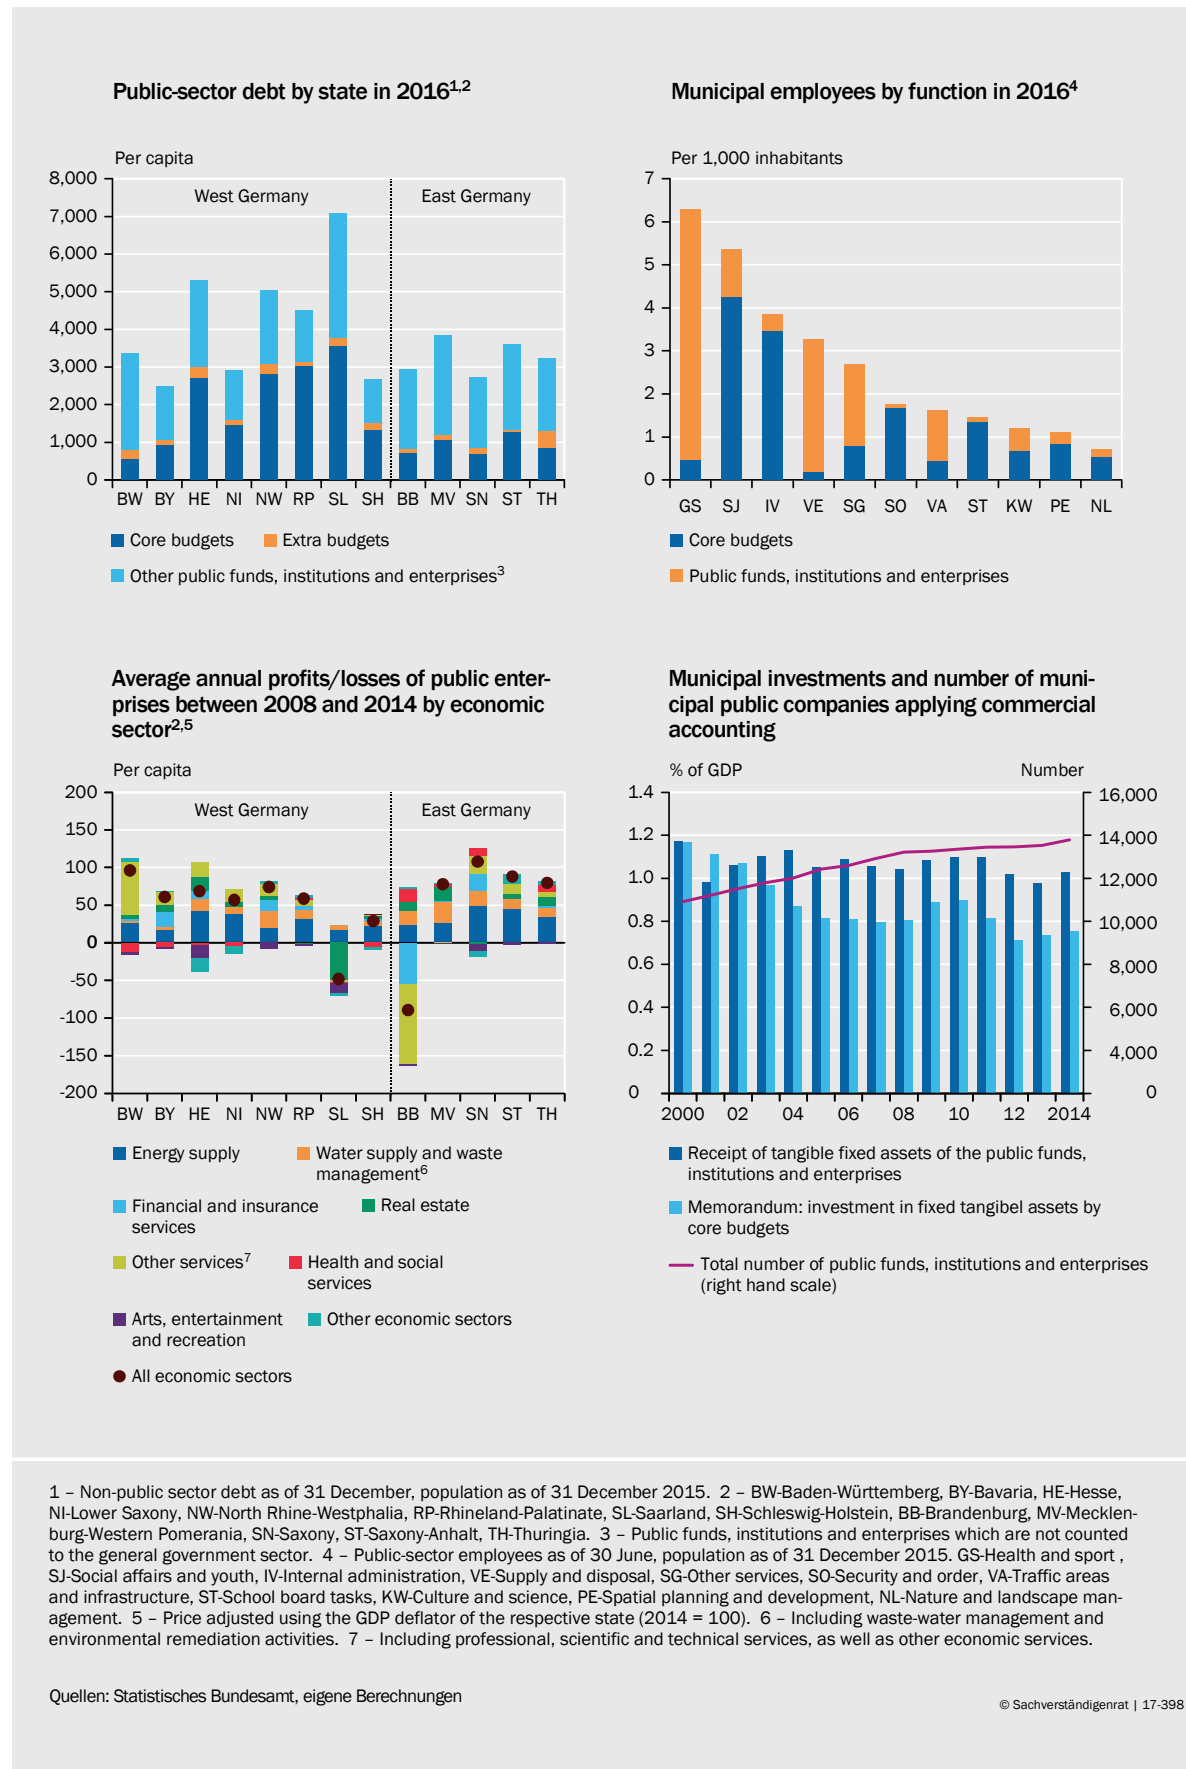 Public-sector debt by state in 2016¹,²
Per capita
8,000
7,000
6,000
5,000
4,000
3,000
2,000
1,000
0
West Germany
East Germany
BW BY HE NI NW RP SL SH BB MV SN ST TH
Core budgets
Extra budgets
Other public funds, institutions and enterprises³
Municipal employees by function in 2016⁴
Per 1,000 inhabitants
7
6
5
4
3
2
1
0
GS SJ IV VE SG SO VA ST KW PE NL
Core budgets
Public funds, institutions and enterprises
Average annual profits/losses of public enter-
prises between 2008 and 2014 by economic
sector²,⁵
Per capita
200
150
100
50
0
-50
-100
-150
-200
West Germany
East Germany
BW BY HE NI NW RP SL SH BB MV SN ST TH
Energy supply
Water supply and waste
management⁶
Financial and insurance
services
Real estate
Other services⁷
Health and social
services
Arts, entertainment
and recreation
Other economic sectors
All economic sectors
Municipal investments and number of muni-
cipal public companies applying commercial
accounting
% of GDP
Number
1.4
1.2
1.0
0.8
0.6
0.4
0.2
0
16,000
14,000
12,000
10,000
8,000
6,000
4,000
0
2000 02 04 06 08 10 12 2014
Receipt of tangible fixed assets of the public funds,
institutions and enterprises
Memorandum: investment in fixed tangibel assets by
core budgets
Total number of public funds, institutions and enterprises
(right hand scale)
1 – Non-public sector debt as of 31 December, population as of 31 December 2015. 2 – BW-Baden-Württemberg, BY-Bavaria, HE-Hesse,
NI-Lower Saxony, NW-North Rhine-Westphalia, RP-Rhineland-Palatinate, SL-Saarland, SH-Schleswig-Holstein, BB-Brandenburg, MV-Mecklen-
burg-Western Pomerania, SN-Saxony, ST-Saxony-Anhalt, TH-Thuringia. 3 – Public funds, institutions and enterprises which are not counted
to the general government sector. 4 – Public-sector employees as of 30 June, population as of 31 December 2015. GS-Health and sport ,
SJ-Social affairs and youth, IV-Internal administration, VE-Supply and disposal, SG-Other services, SO-Security and order, VA-Traffic areas
and infrastructure, ST-School board tasks, KW-Culture and science, PE-Spatial planning and development, NL-Nature and landscape man-
agement. 5 – Price adjusted using the GDP deflator of the respective state (2014 = 100). 6 – Including waste-water management and
environmental remediation activities. 7 – Including professional, scientific and technical services, as well as other economic services.
Quellen: Statistisches Bundesamt, eigene Berechnungen
© Sachverständigenrat | 17-398